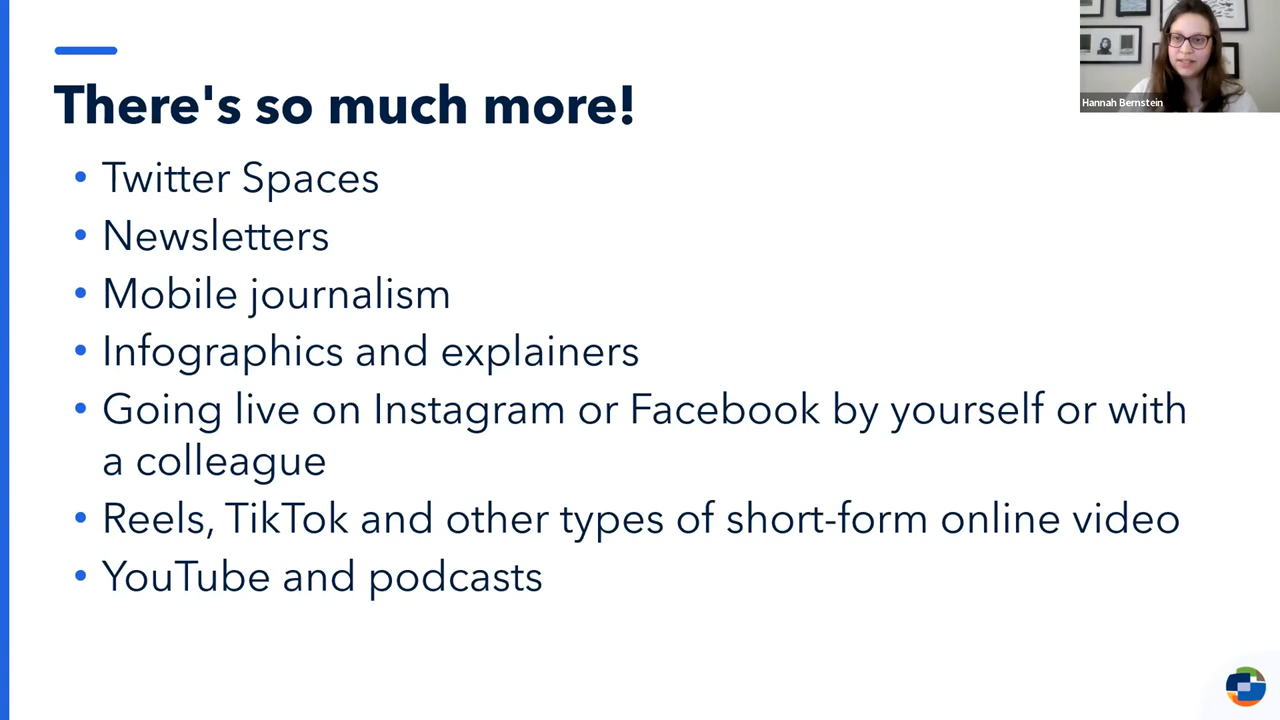 There's so much more!
• Twitter Spaces
• Newsletters
• Mobile journalism
• Infographics and explainers
• Going live on Instagram or Facebook by yourself or with
a colleague
• Reels, TikTok and other types of short-form online video
• YouTube and podcasts
Hannah Bernstein